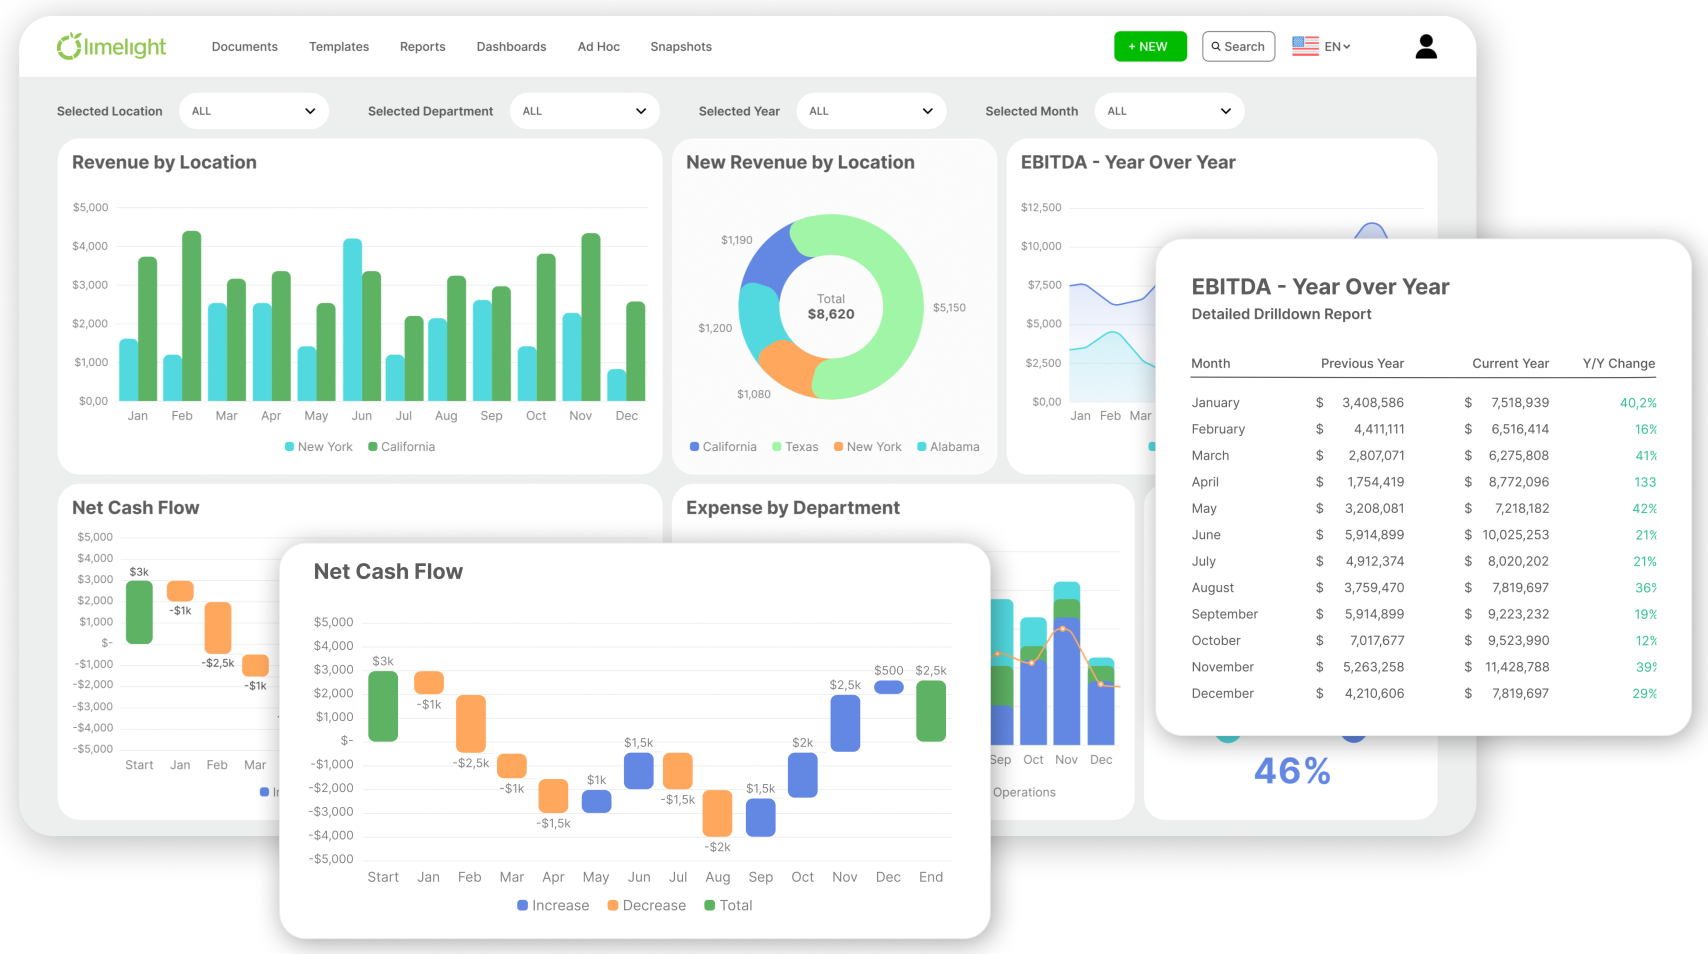 limelight Documents Templates Reports Dashboards Ad Hoc Snapshots + NEW Search EN
Selected Location ALL Selected Department ALL Selected Year ALL Selected Month ALL
Revenue by Location
$5,000
$4,000
$3,000
$2,000
$1,000
$0,00
Jan Feb Mar Apr May Jun Jul Aug Sep Oct Nov Dec
New York California
New Revenue by Location
$1,190
$5,150
Total
$8,620
$1,200
$1,080
California Texas New York Alabama
EBITDA - Year Over Year
$12,500
$10,000
$7,500
$5,000
$2,500
$0,00
Jan Feb Mar
EBITDA - Year Over Year
Detailed Drilldown Report
Month Previous Year Current Year Y/Y Change
January $ 3,408,586 $ 7,518,939 40,2%
February $ 4,411,111 $ 6,516,414 16%
March $ 2,807,071 $ 6,275,808 41%
April $ 1,754,419 $ 8,772,096 133
May $ 3,208,081 $ 7,218,182 42%
June $ 5,914,899 $ 10,025,253 21%
July $ 4,912,374 $ 8,020,202 21%
August $ 3,759,470 $ 7,819,697 36%
September $ 5,914,899 $ 9,223,232 19%
October $ 7,017,677 $ 9,523,990 12%
November $ 5,263,258 $ 11,428,788 39%
December $ 4,210,606 $ 7,819,697 29%
Net Cash Flow
$5,000
$4,000
$3,000
$2,000
$1,000
$-
-$1,000
-$2,000
-$3,000
-$4,000
-$5,000
$3k
-$1k
-$2,5k
-$1k
Start Jan Feb Mar
Expense by Department
Sep Oct Nov Dec
Operations
46%
Net Cash Flow
$5,000
$4,000
$3,000
$2,000
$1,000
$-
-$1,000
-$2,000
-$3,000
-$4,000
-$5,000
$3k
-$1k
-$2,5k
-$1k
-$1,5k
$1k
$1,5k
-$1,5k
-$2k
$1,5k
$2k
$2,5k
$500
$2,5k
Start Jan Feb Mar Apr May Jun Jul Aug Sep Oct Nov Dec End
Increase Decrease Total